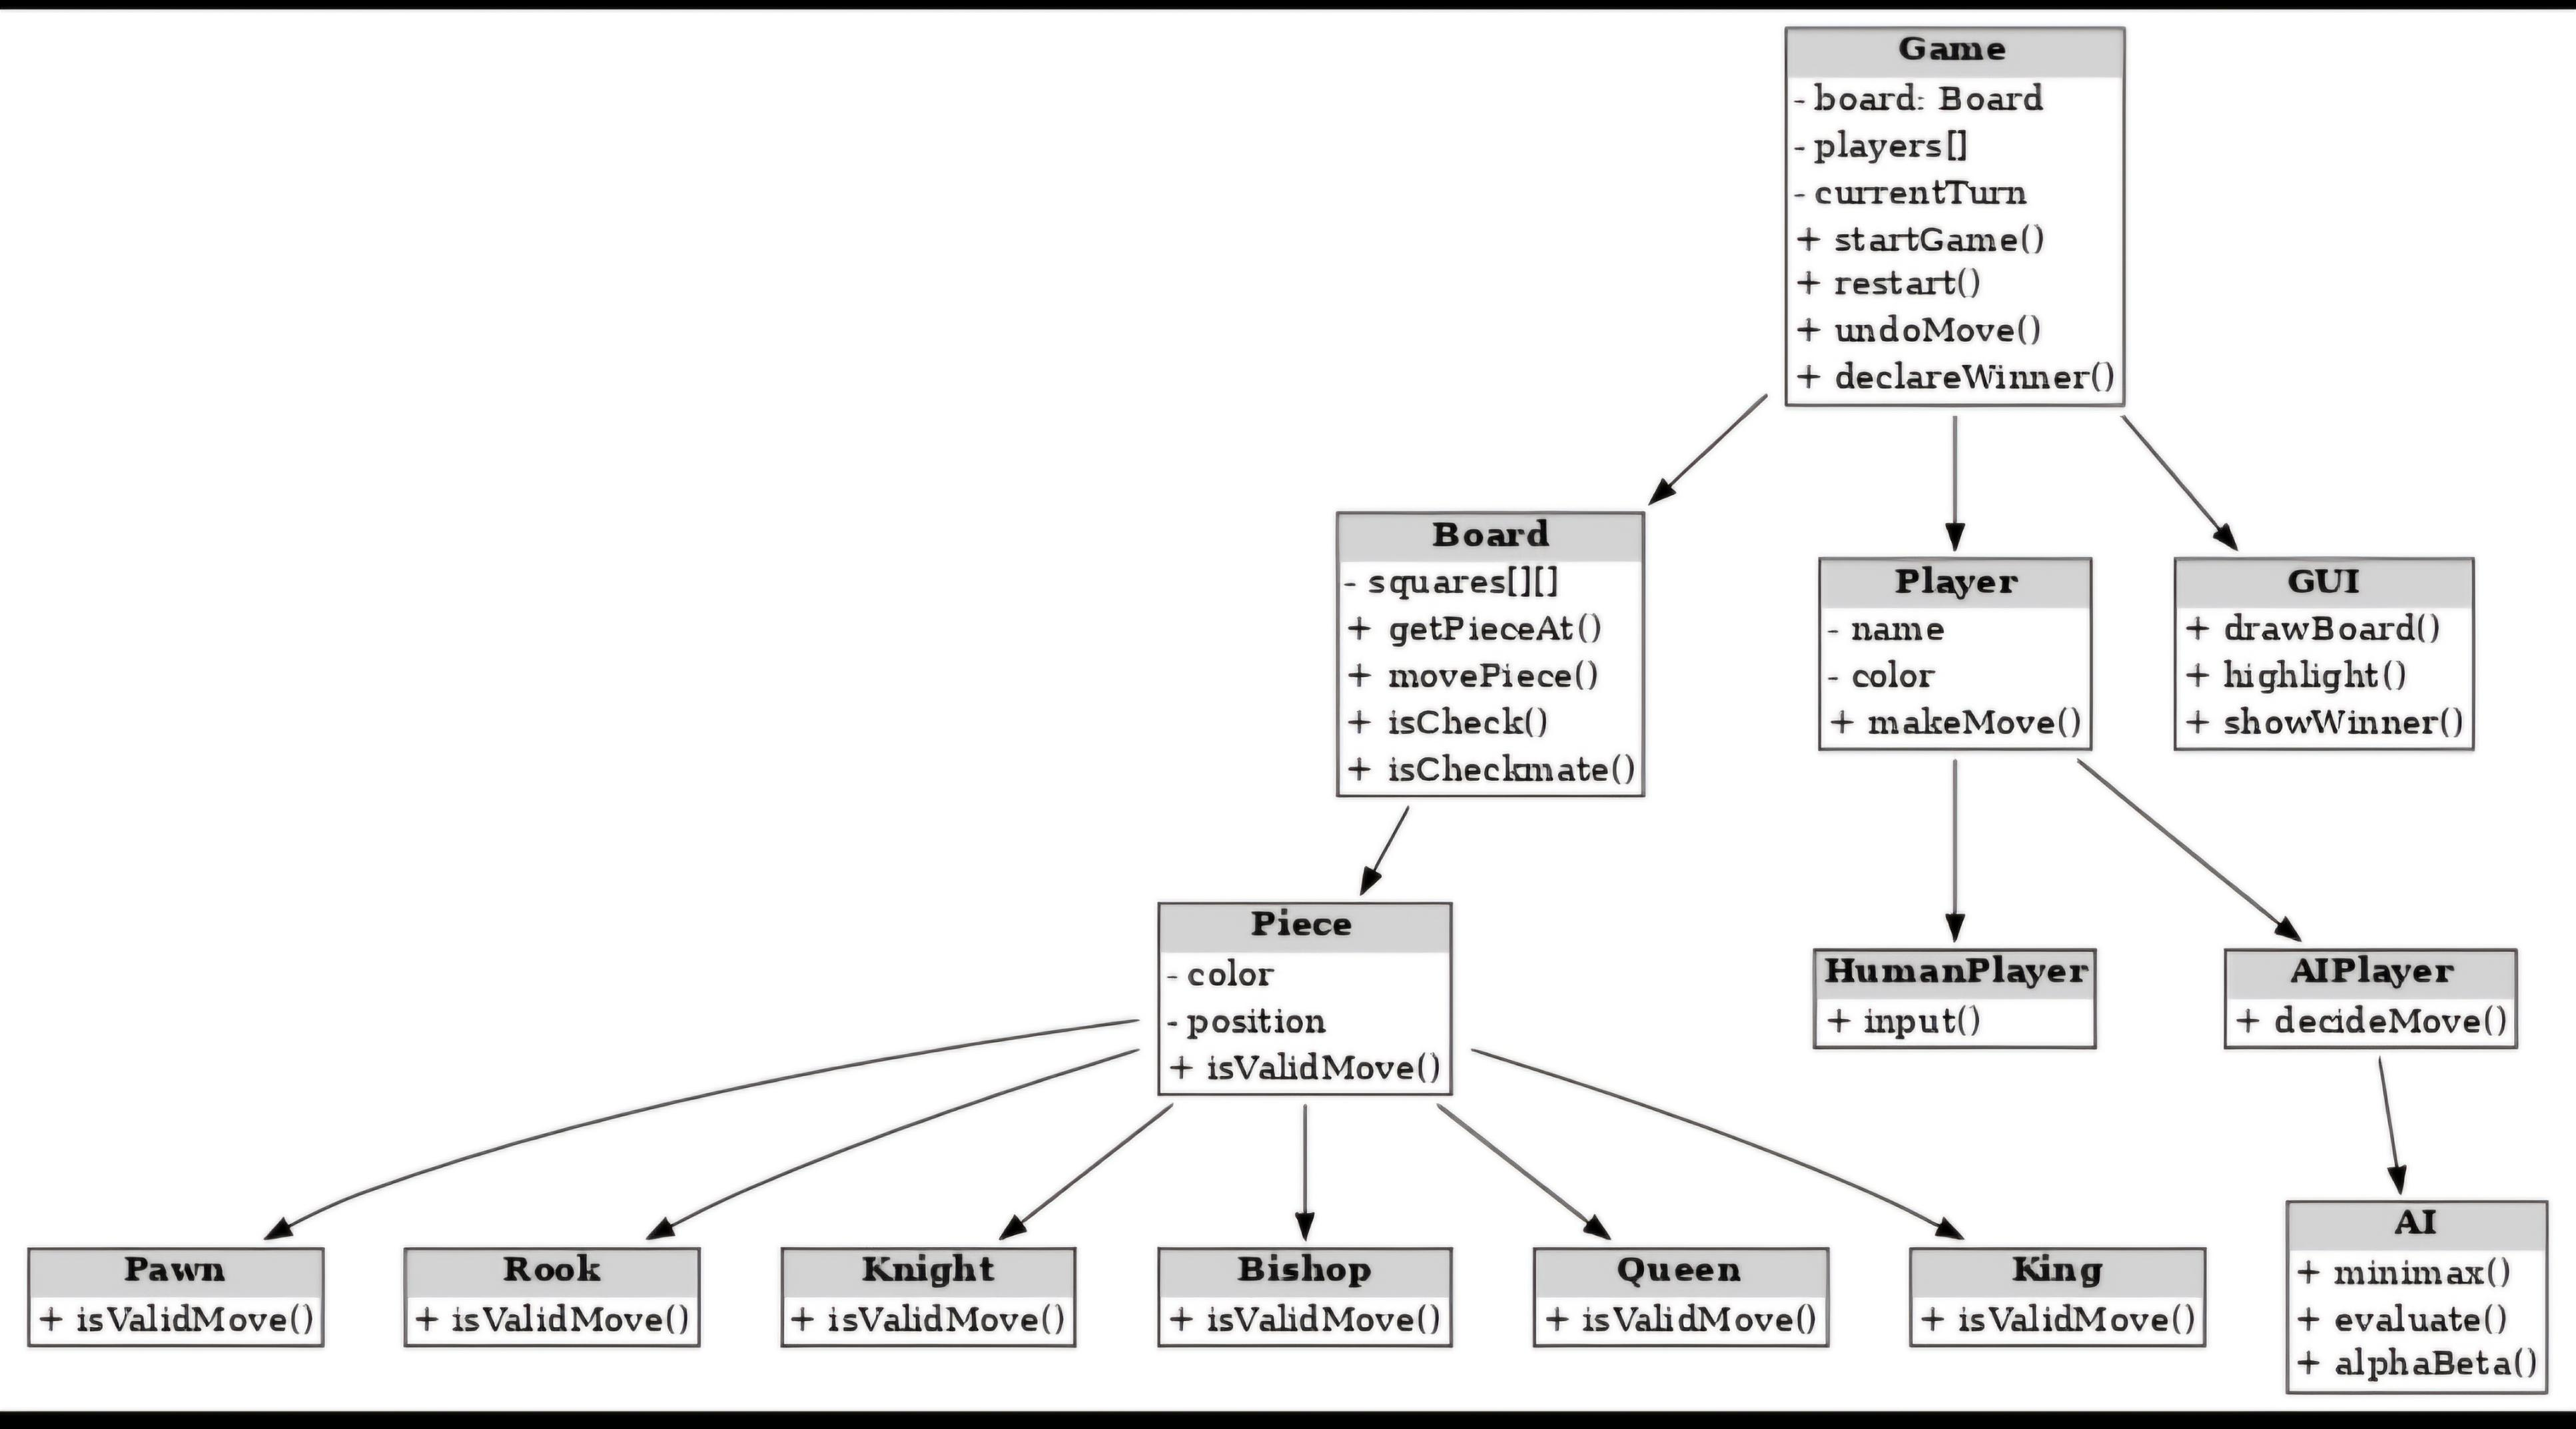 Game
- board: Board
- players[]
- currentTurn
+ startGame()
+ restart()
+ undoMove()
+ declareWinner()
Board
- squares[][]
+ getPieceAt()
+ movePiece()
+ isCheck()
+ isCheckmate()
Player
- name
- color
+ makeMove()
GUI
+ drawBoard()
+ highlight()
+ showWinner()
Piece
- color
- position
+ isValidMove()
HumanPlayer
+ input()
AIPlayer
+ decideMove()
Pawn
+ isValidMove()
Rook
+ isValidMove()
Knight
+ isValidMove()
Bishop
+ isValidMove()
Queen
+ isValidMove()
King
+ isValidMove()
AI
+ minimax()
+ evaluate()
+ alphaBeta()